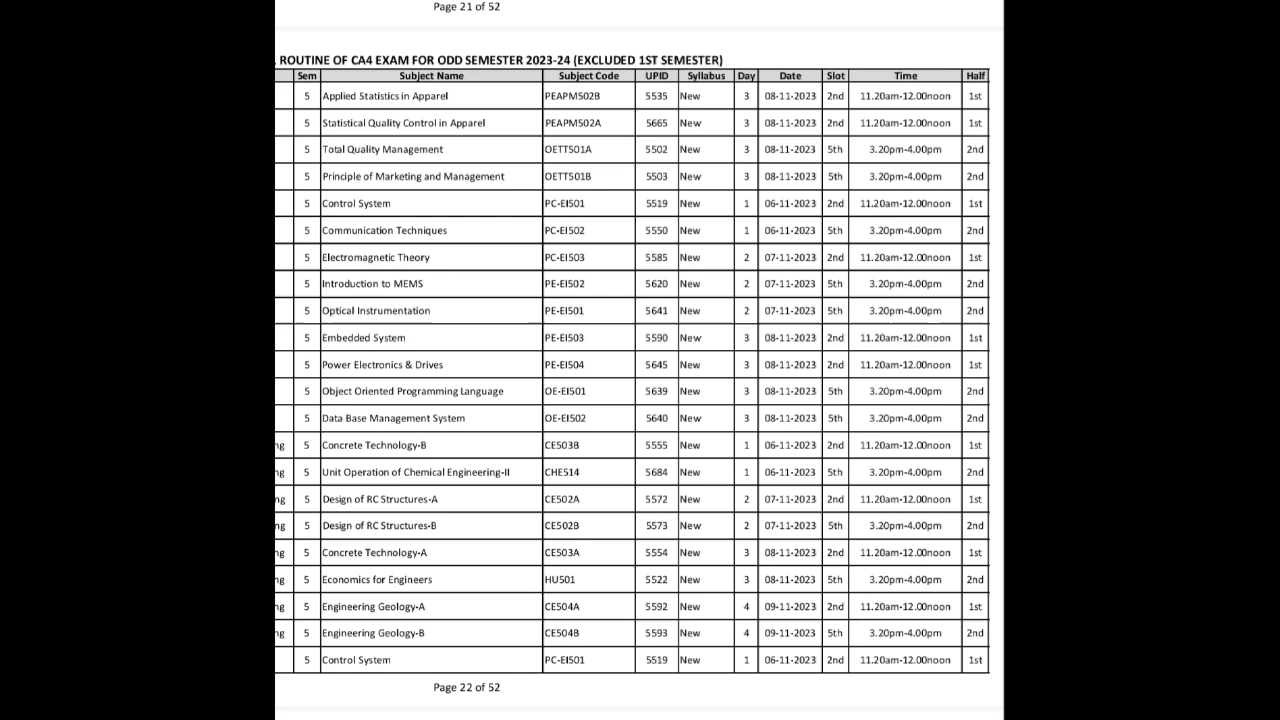 Page 21 of 52
. ROUTINE OF CA4 EXAM FOR ODD SEMESTER 2023-24 (EXCLUDED 1ST SEMESTER)
Sem Subject Name Subject Code UPID Syllabus Day Date Slot Time Half
5 Applied Statistics in Apparel PEAPM502B 5535 New 3 08-11-2023 2nd 11.20am-12.00noon 1st
5 Statistical Quality Control in Apparel PEAPM502A 5665 New 3 08-11-2023 2nd 11.20am-12.00noon 1st
5 Total Quality Management OETT501A 5502 New 3 08-11-2023 5th 3.20pm-4.00pm 2nd
5 Principle of Marketing and Management OETT501B 5503 New 3 08-11-2023 5th 3.20pm-4.00pm 2nd
5 Control System PC-EI501 5519 New 1 06-11-2023 2nd 11.20am-12.00noon 1st
5 Communication Techniques PC-EI502 5550 New 1 06-11-2023 5th 3.20pm-4.00pm 2nd
5 Electromagnetic Theory PC-EI503 5585 New 2 07-11-2023 2nd 11.20am-12.00noon 1st
5 Introduction to MEMS PE-EI502 5620 New 2 07-11-2023 5th 3.20pm-4.00pm 2nd
5 Optical Instrumentation PE-EI501 5641 New 2 07-11-2023 5th 3.20pm-4.00pm 2nd
5 Embedded System PE-EI503 5590 New 3 08-11-2023 2nd 11.20am-12.00noon 1st
5 Power Electronics & Drives PE-EI504 5645 New 3 08-11-2023 2nd 11.20am-12.00noon 1st
5 Object Oriented Programming Language OE-EI501 5639 New 3 08-11-2023 5th 3.20pm-4.00pm 2nd
5 Data Base Management System OE-EI502 5640 New 3 08-11-2023 5th 3.20pm-4.00pm 2nd
ng 5 Concrete Technology-B CE503B 5555 New 1 06-11-2023 2nd 11.20am-12.00noon 1st
ng 5 Unit Operation of Chemical Engineering-II CHE514 5684 New 1 06-11-2023 5th 3.20pm-4.00pm 2nd
ng 5 Design of RC Structures-A CE502A 5572 New 2 07-11-2023 2nd 11.20am-12.00noon 1st
ng 5 Design of RC Structures-B CE502B 5573 New 2 07-11-2023 5th 3.20pm-4.00pm 2nd
ng 5 Concrete Technology-A CE503A 5554 New 3 08-11-2023 2nd 11.20am-12.00noon 1st
ng 5 Economics for Engineers HU501 5522 New 3 08-11-2023 5th 3.20pm-4.00pm 2nd
ng 5 Engineering Geology-A CE504A 5592 New 4 09-11-2023 2nd 11.20am-12.00noon 1st
ng 5 Engineering Geology-B CE504B 5593 New 4 09-11-2023 5th 3.20pm-4.00pm 2nd
5 Control System PC-EI501 5519 New 1 06-11-2023 2nd 11.20am-12.00noon 1st
Page 22 of 52